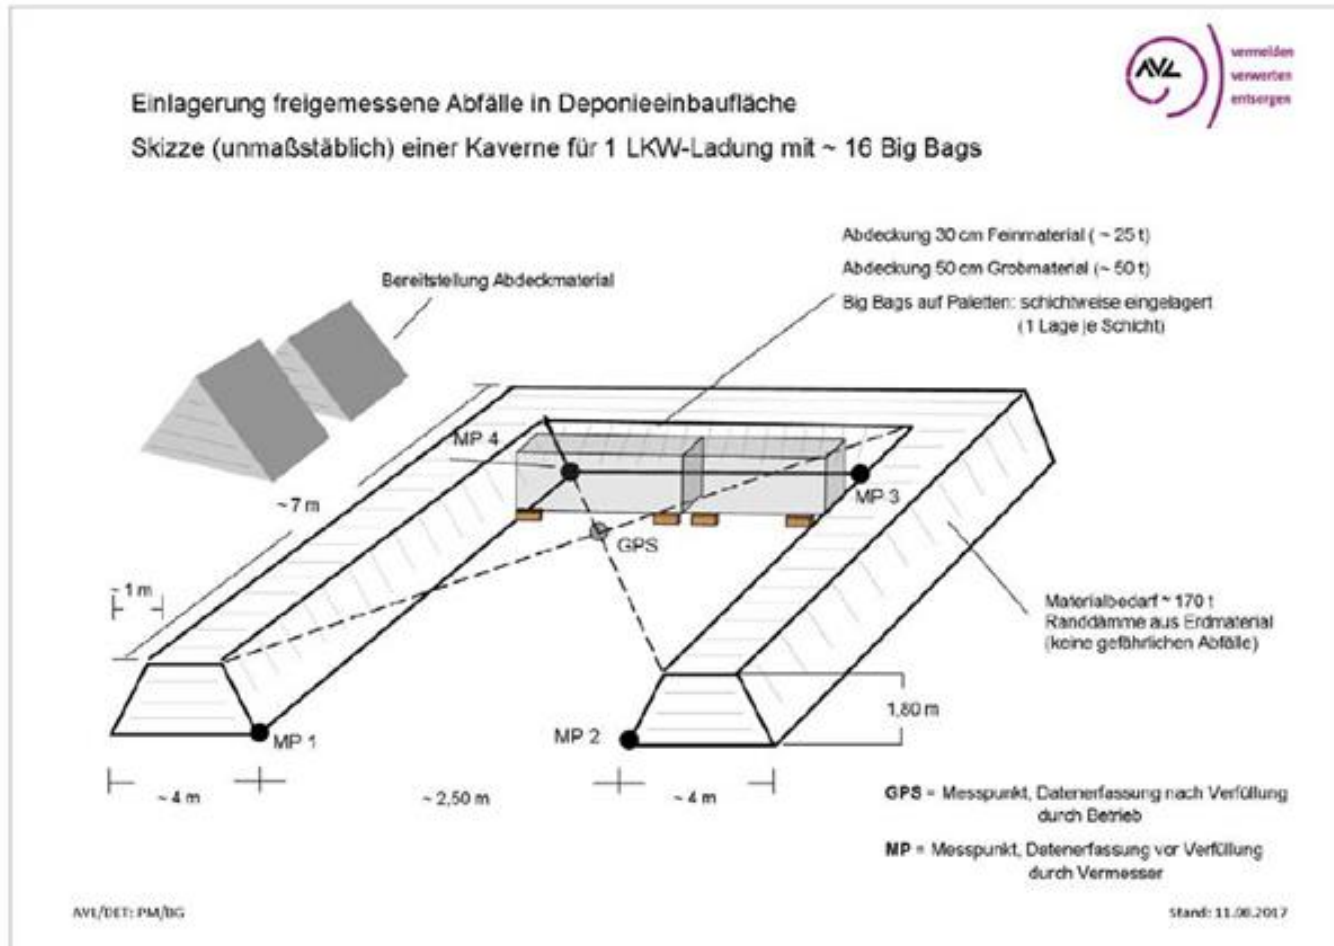 AVL
vermeiden
verwerten
entsorgen
Einlagerung freigemessene Abfälle in Deponieeinbaufläche
Skizze (unmaßstäblich) einer Kaverne für 1 LKW-Ladung mit ~ 16 Big Bags
Abdeckung 30 cm Feinmaterial ( ~ 25 t)
Abdeckung 50 cm Grobmaterial (~ 50 t)
Big Bags auf Paletten: schichtweise eingelagert
(1 Lage je Schicht)
Bereitstellung Abdeckmaterial
MP 4
MP 3
~ 7 m
GPS
~ 1 m
Materialbedarf ~ 170 t
Randdämme aus Erdmaterial
(keine gefährlichen Abfälle)
1,80 m
MP 1
MP 2
~ 4 m
~ 2,50 m
~ 4 m
GPS = Messpunkt, Datenerfassung nach Verfüllung
durch Betrieb
MP = Messpunkt, Datenerfassung vor Verfüllung
durch Vermesser
AVL/DET: PM/BG
Stand: 11.08.2017